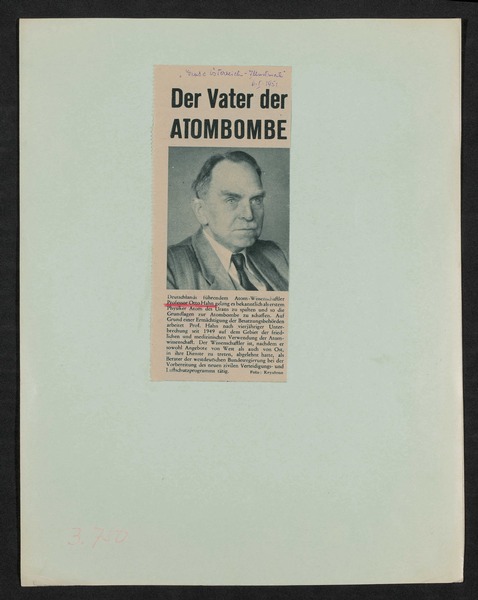 Der Vater der
ATOMBOMBE
Deutschlands führendem Atom-Wissenschaftler
Professor Otto Hahn gelang es bekanntlich als erstem
Physiker Atom des Urans zu spalten und so die
Grundlagen zur Atombombe zu schaffen. Auf
Grund einer Ermächtigung der Besatzungsbehörden
arbeitet Prof. Hahn nach vierjähriger Unter-
brechung seit 1949 auf dem Gebiet der fried-
lichen und medizinischen Verwendung der Atom-
wissenschaft. Der Wissenschaftler ist, nachdem er
sowohl Angebote von West als auch von Ost,
in ihre Dienste zu treten, abgelehnt hatte, als
Berater der westdeutschen Bundesregierung bei der
Vorbereitung des neuen zivilen Verteidigungs- und
Luftschutzprogramms tätig.
Foto: Keystone